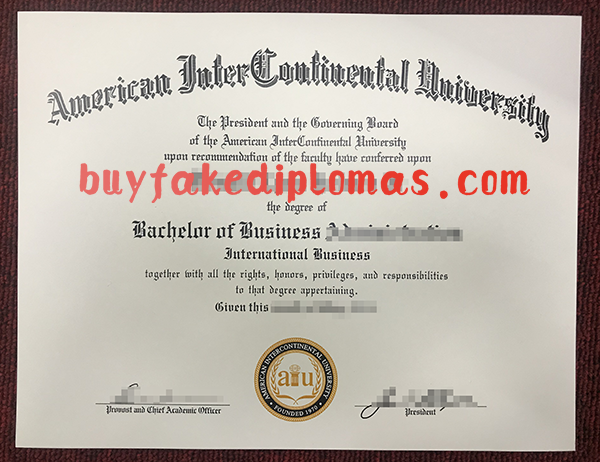 American InterContinental University
The President and the Governing Board
of the American InterContinental University
upon recommendation of the faculty have conferred upon
buyfakediplomas.com
the degree of
Bachelor of Business
International Business
together with all the rights, honors, privileges, and responsibilities
to that degree appertaining.
Given this
AMERICAN INTERCONTINENTAL UNIVERSITY
aiu
FOUNDED 1970
Provost and Chief Academic Officer
President